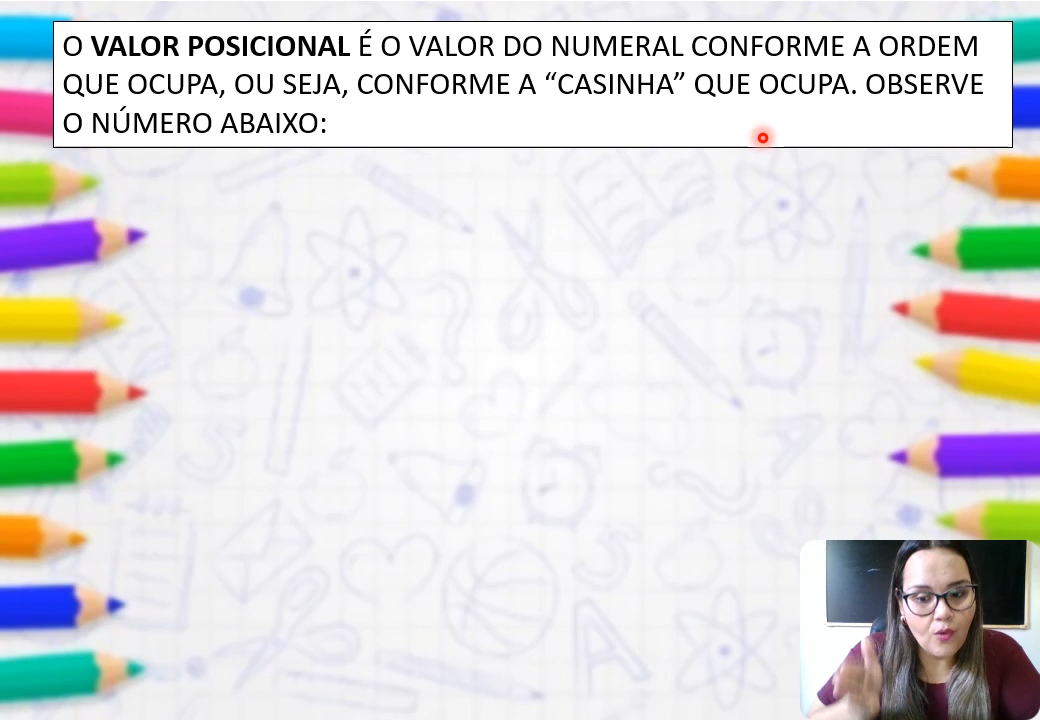 O VALOR POSICIONAL É O VALOR DO NUMERAL CONFORME A ORDEM
QUE OCUPA, OU SEJA, CONFORME A “CASINHA” QUE OCUPA. OBSERVE
O NÚMERO ABAIXO: